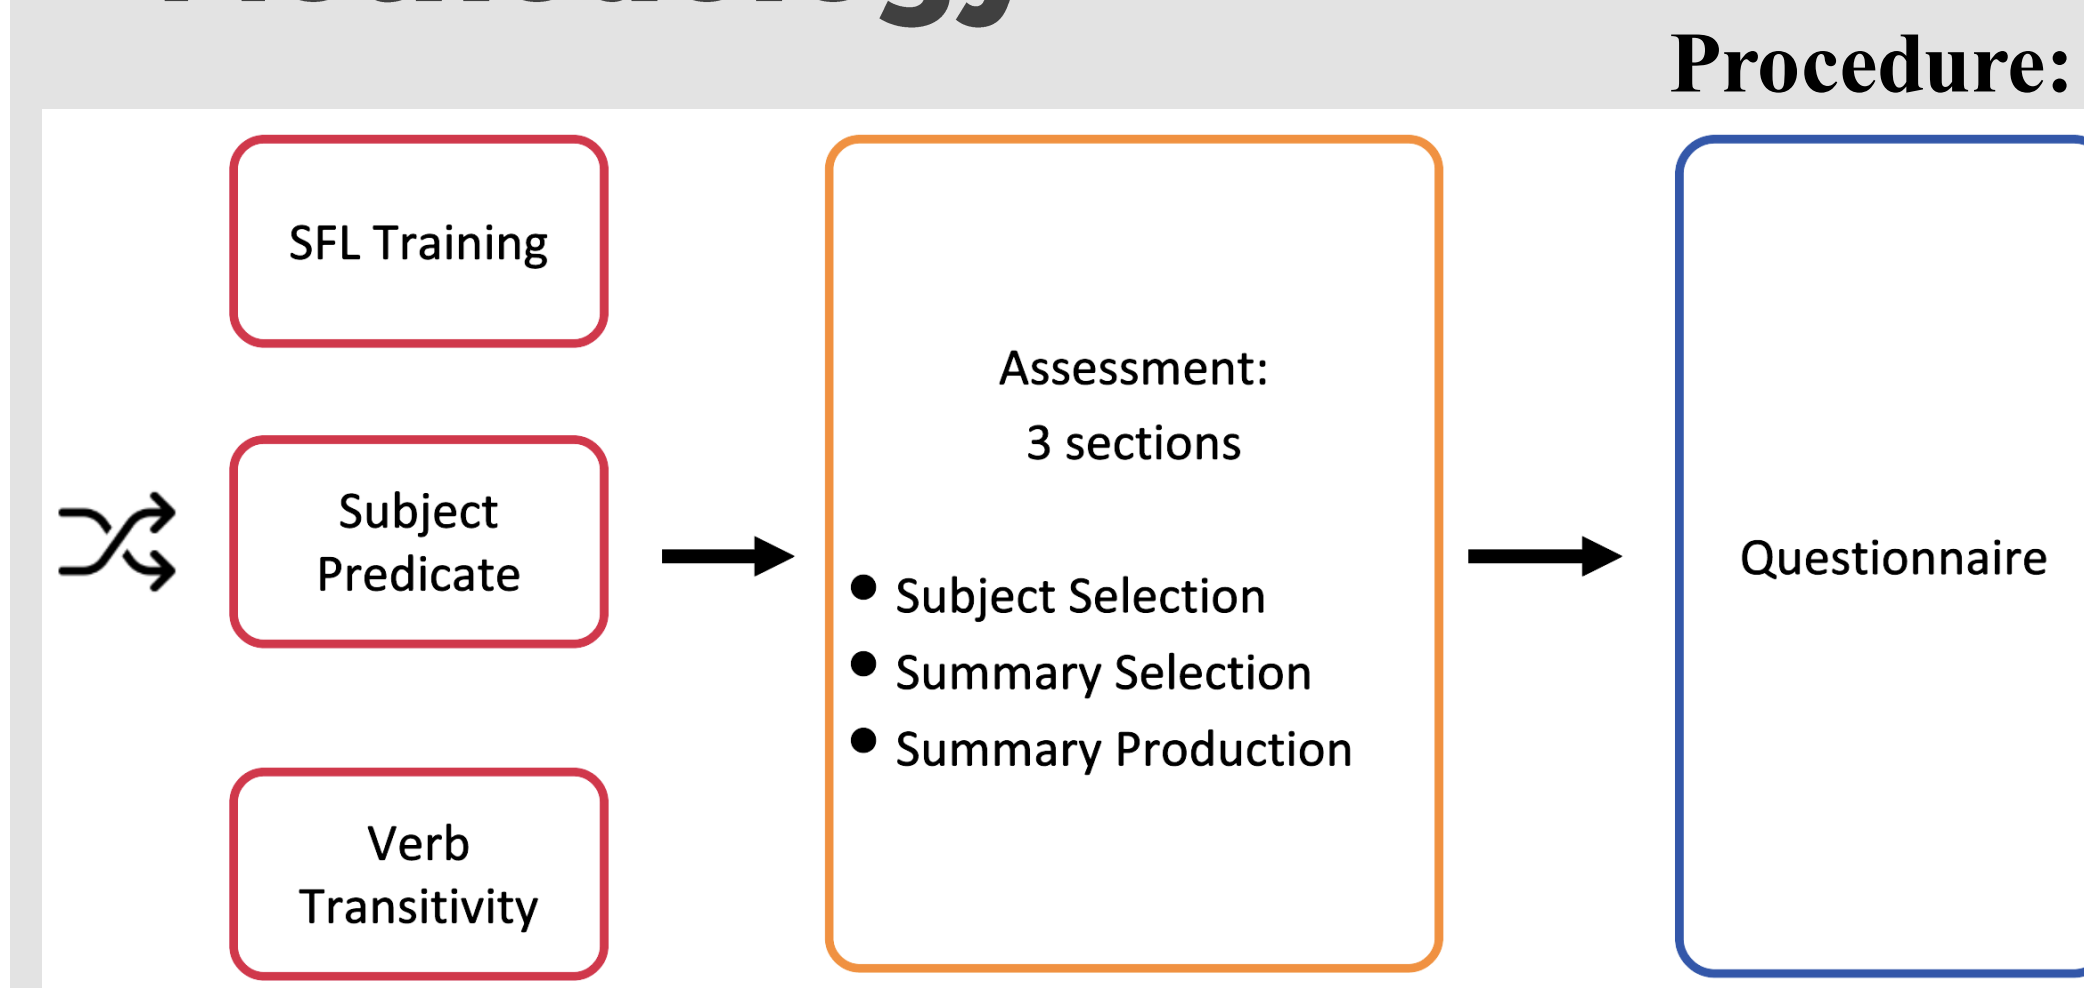 Procedure:
SFL Training
Subject
Predicate
Verb
Transitivity
Assessment:
3 sections
● Subject Selection
● Summary Selection
● Summary Production
Questionnaire